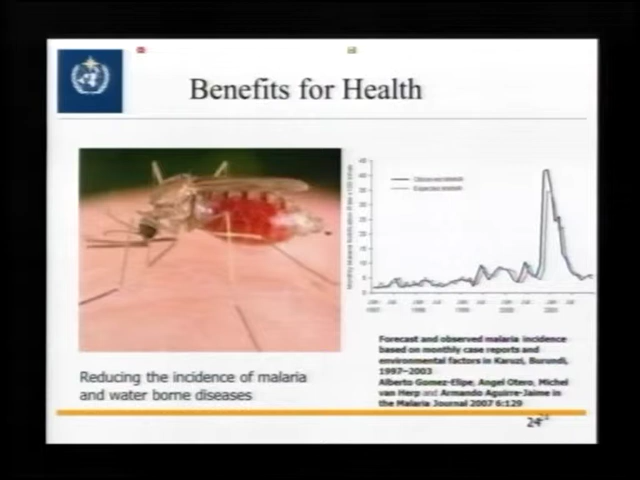 Benefits for Health
40
Forecast and observed malaria incidence
based on monthly case reports and
environmental factors in Karuzi, Burundi,
1997–2003
Alberto Gomez-Elipe, Angel Otero, Michel
van Herp and Armando Aguirre-Jaime in
the Malaria Journal 2007 6:129
Reducing the incidence of malaria
and water borne diseases
24